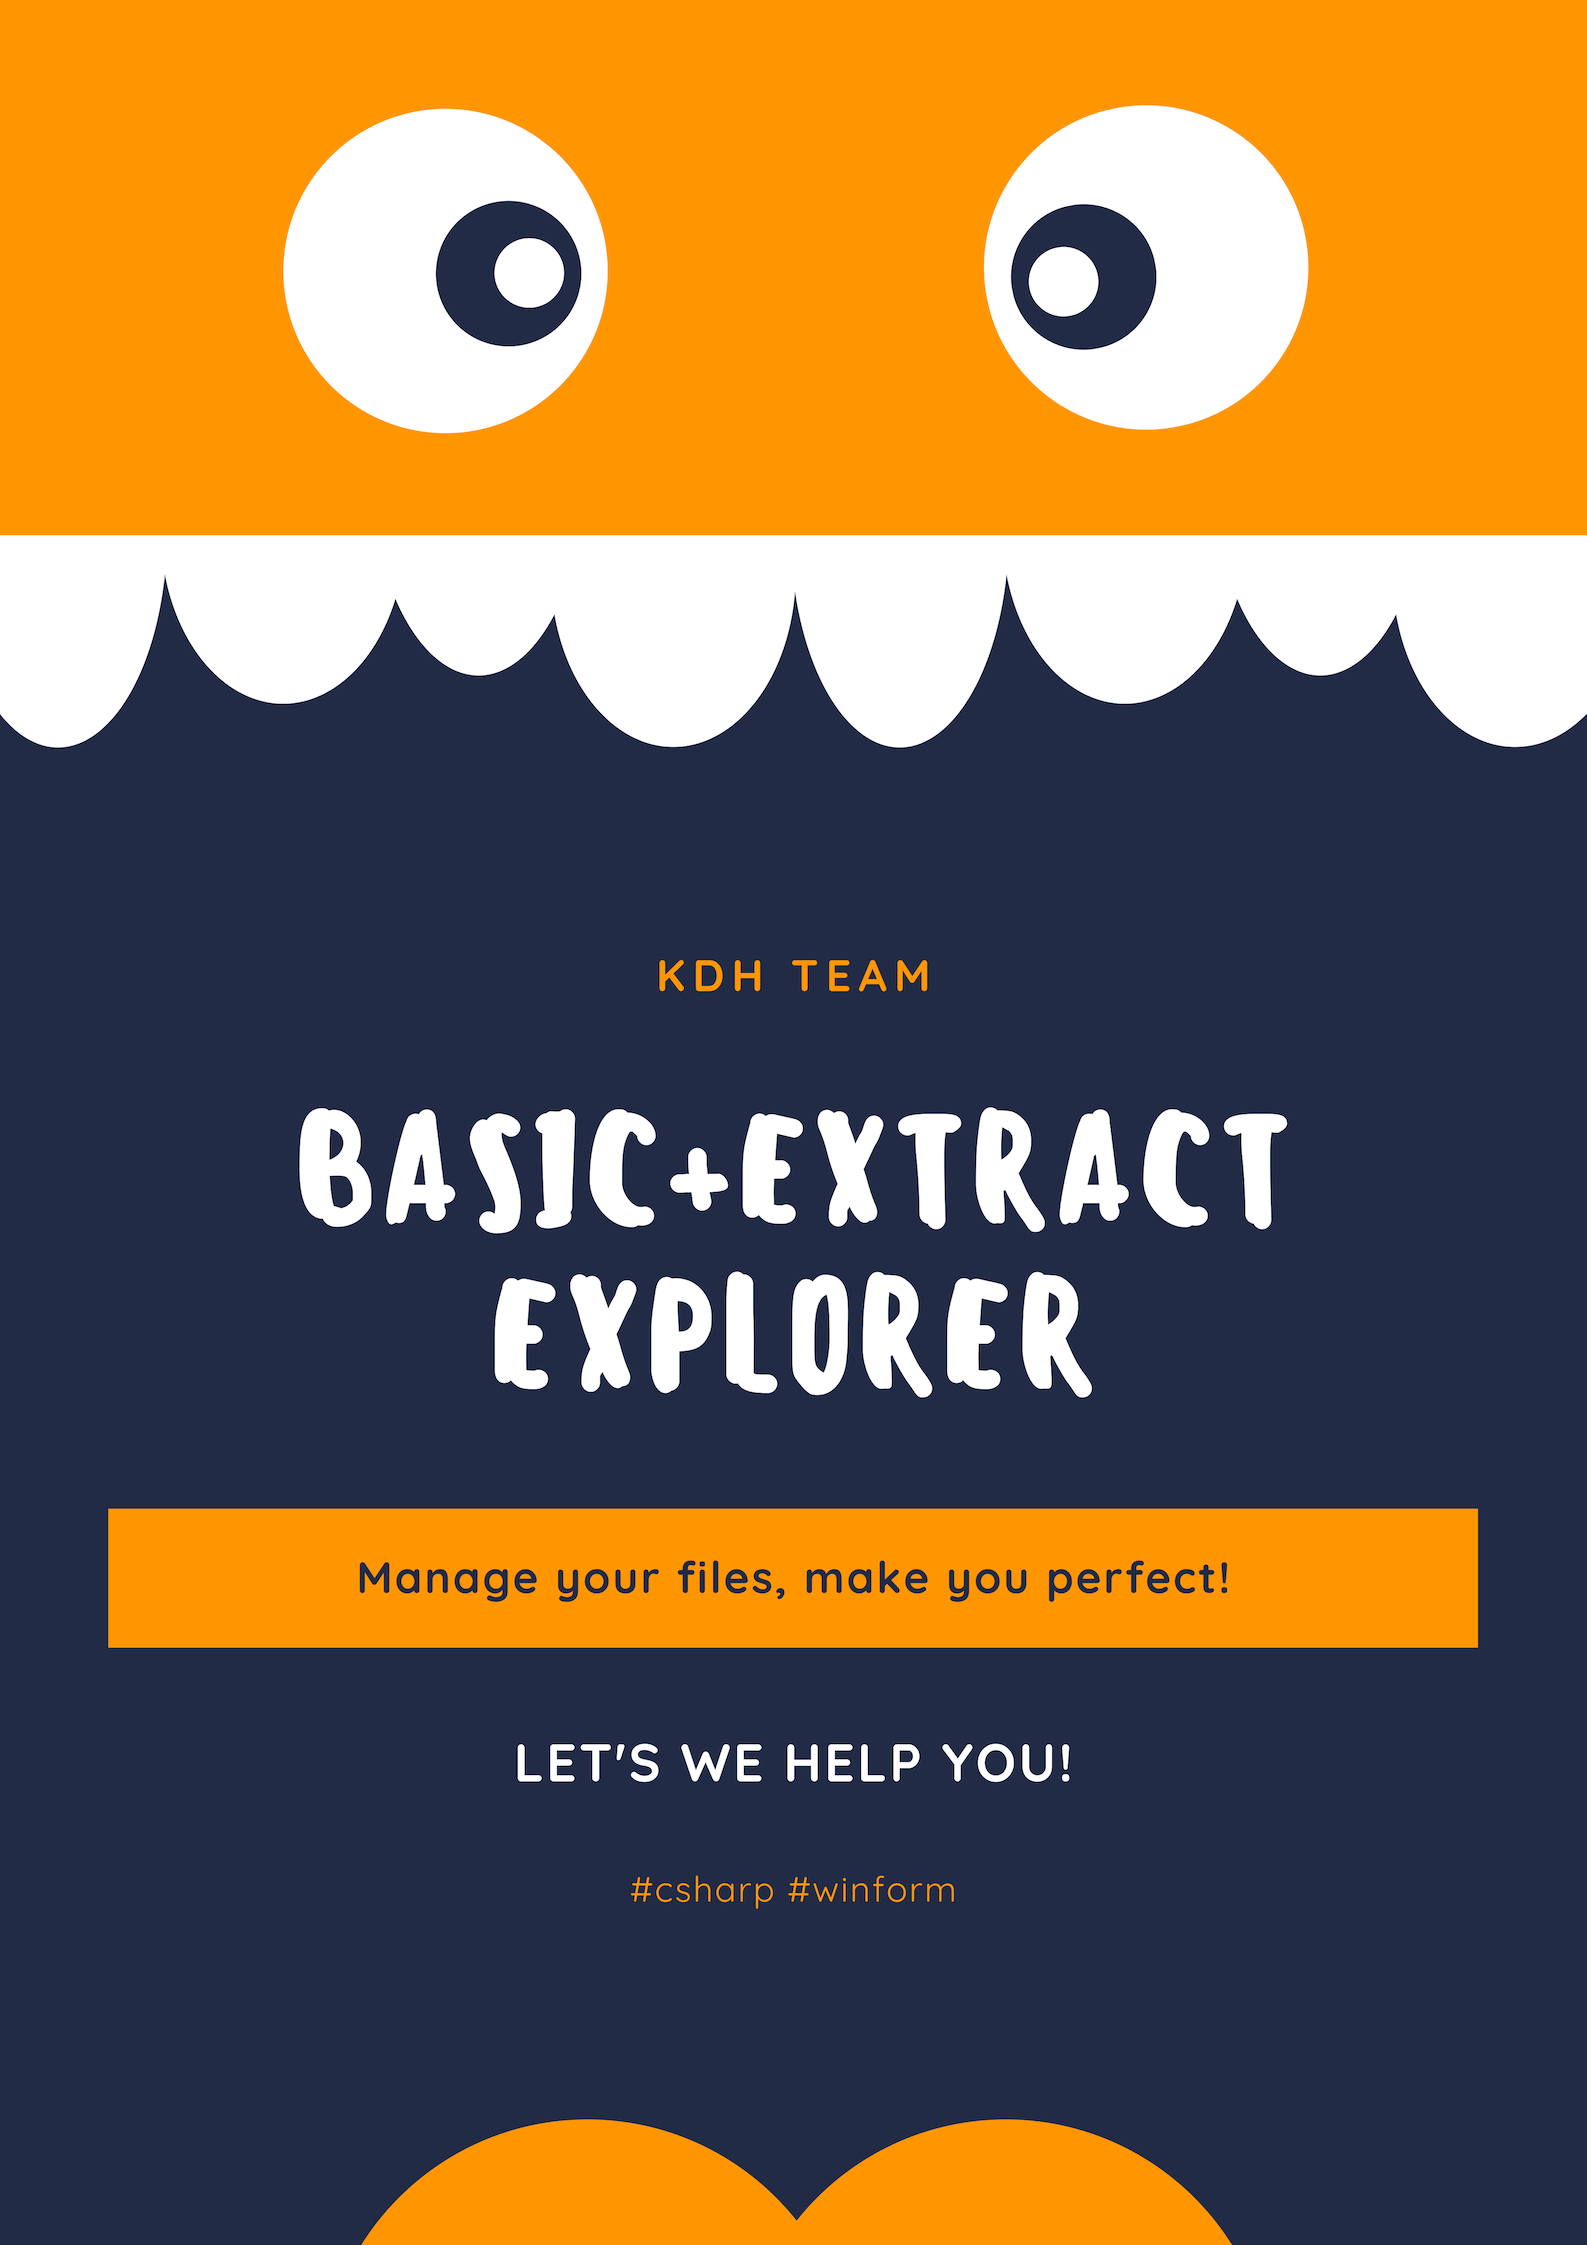 KDH TEAM
BASIC+EXTRACT
EXPLORER
Manage your files, make you perfect!
LET'S WE HELP YOU!
#csharp #winform